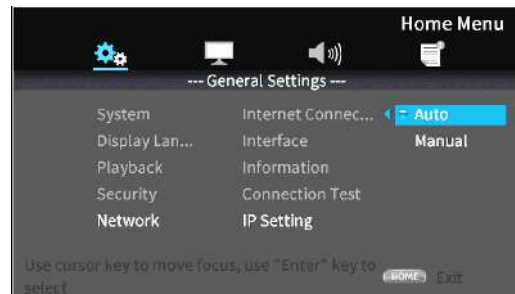 Home Menu
--- General Settings ---
System Internet Connec... Auto
Display Lan... Interface Manual
Playback Information
Security Connection Test
Network IP Setting
Use cursor key to move focus, use "Enter" key to
select
HOME Exit